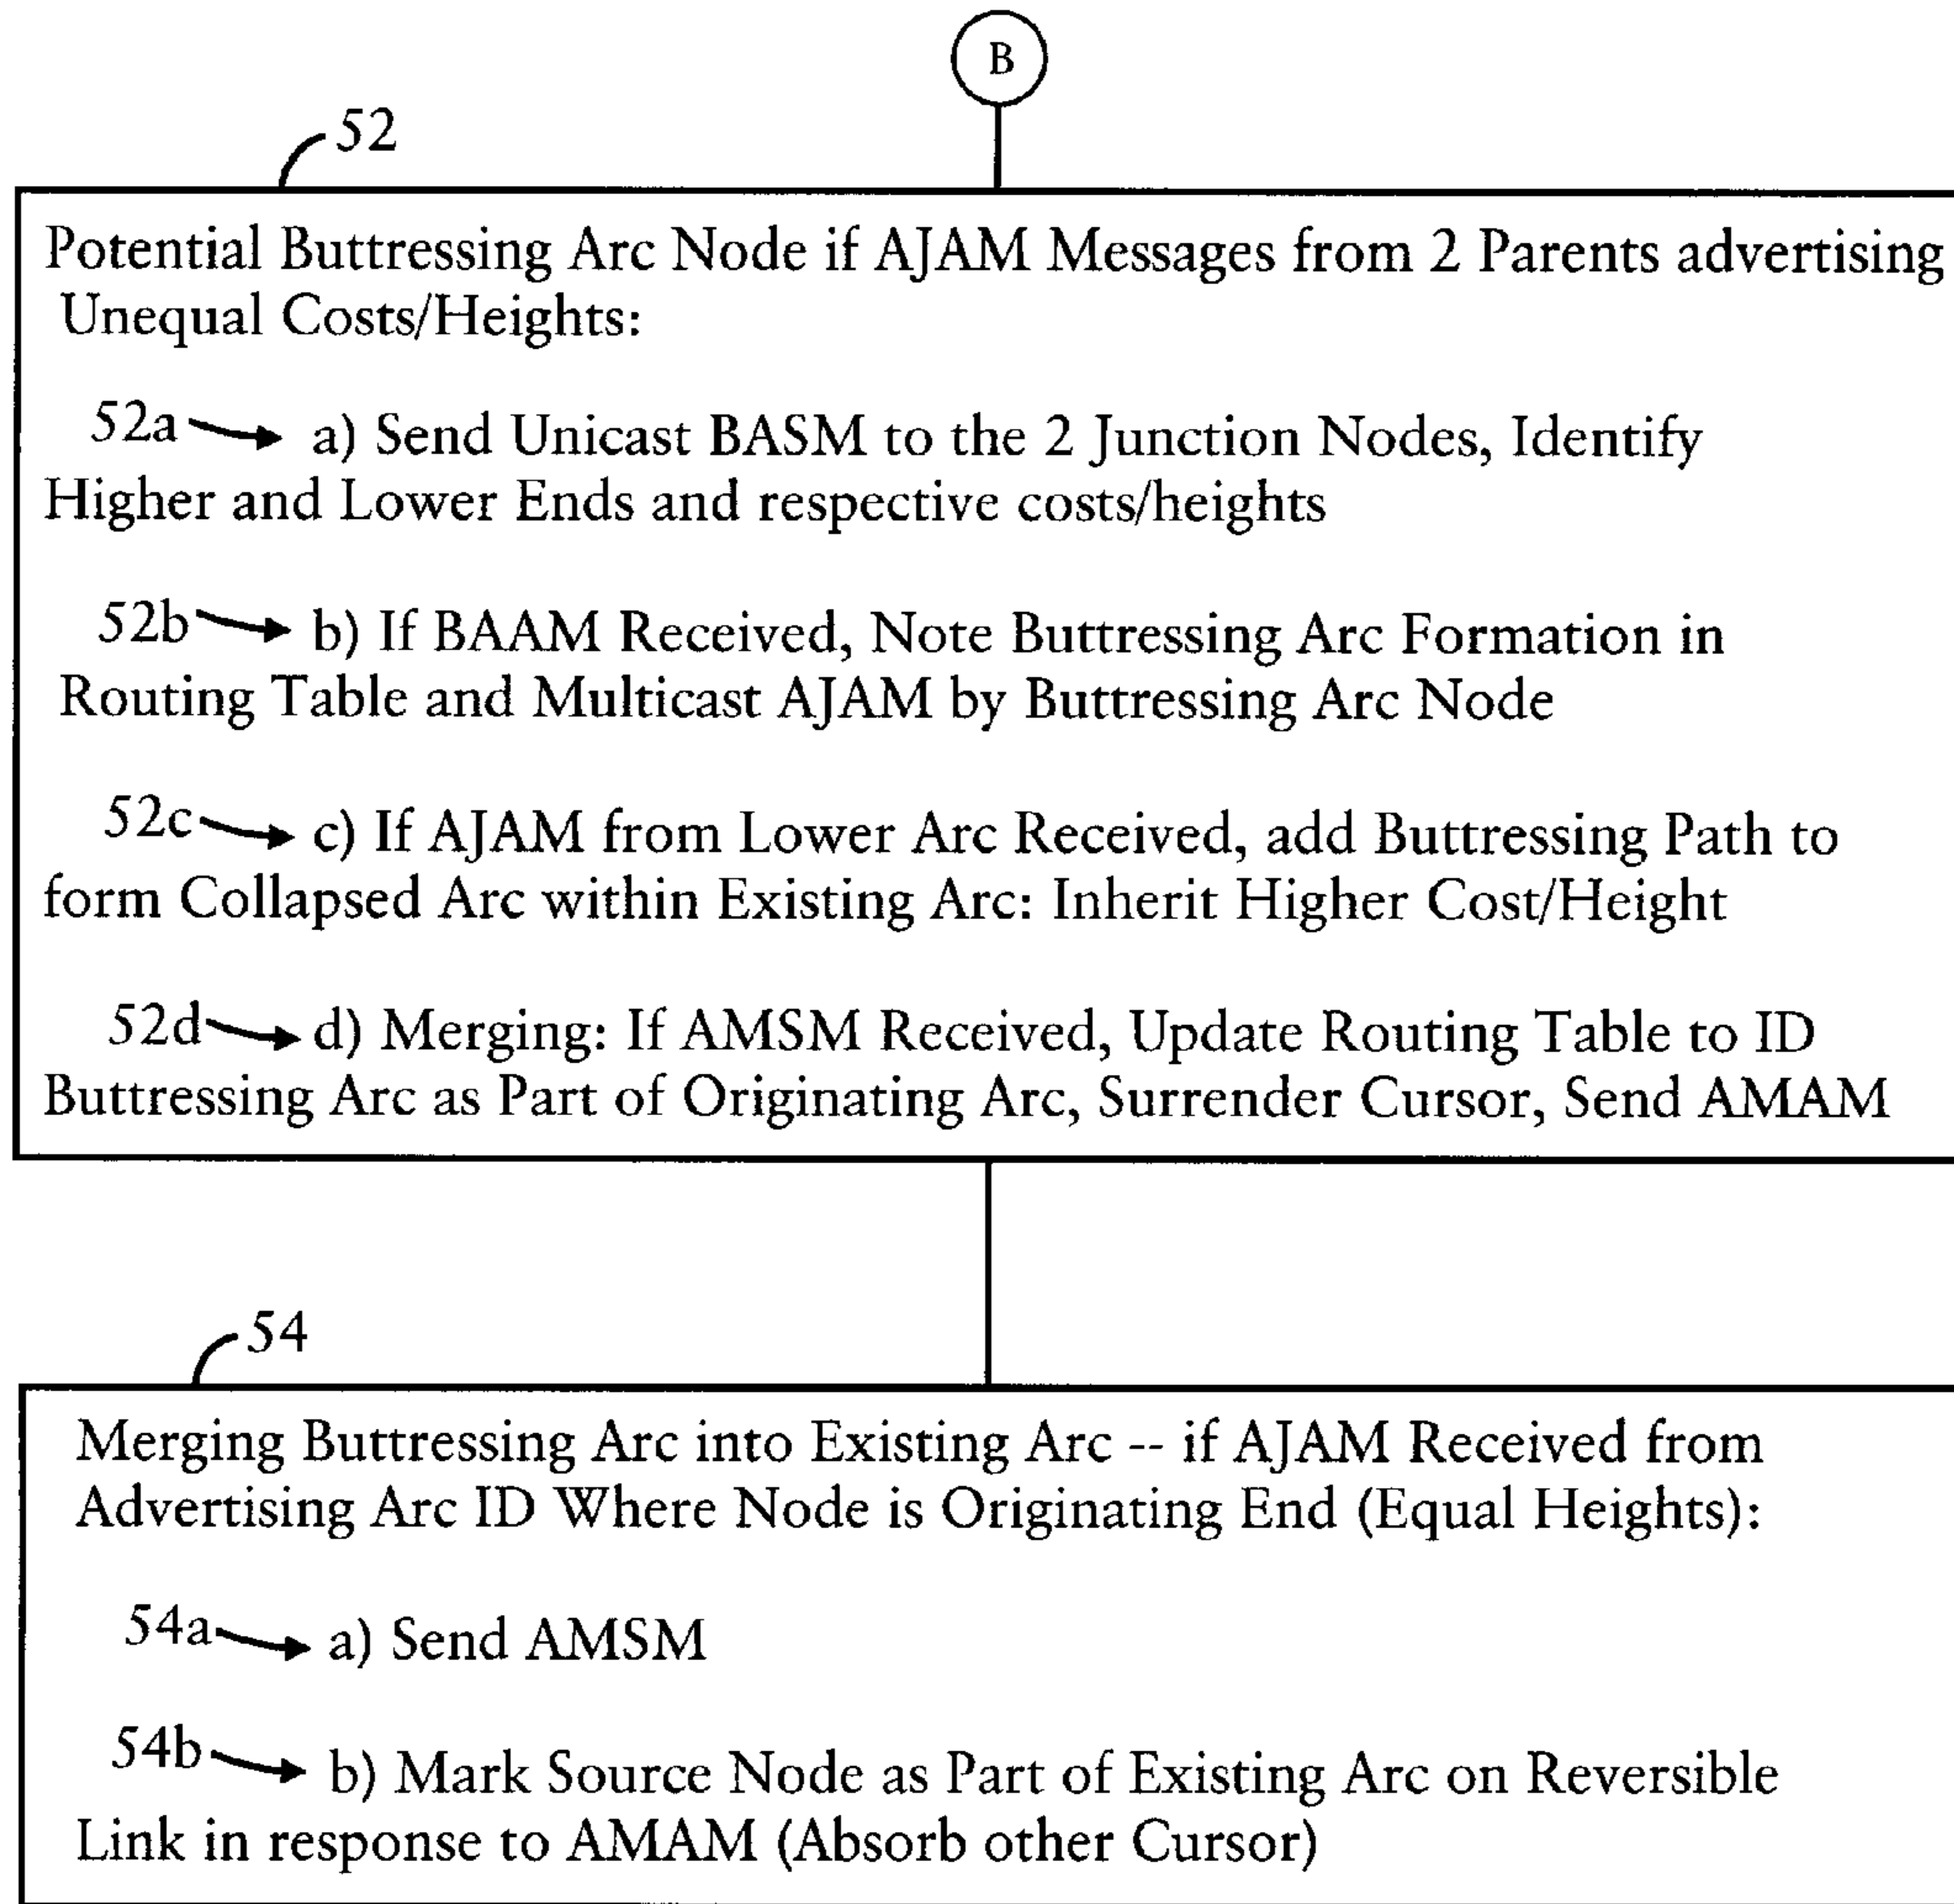 B
52
Potential Buttressing Arc Node if AJAM Messages from 2 Parents advertising
Unequal Costs/Heights:
52a a) Send Unicast BASM to the 2 Junction Nodes, Identify
Higher and Lower Ends and respective costs/heights
52b b) If BAAM Received, Note Buttressing Arc Formation in
Routing Table and Multicast AJAM by Buttressing Arc Node
52c c) If AJAM from Lower Arc Received, add Buttressing Path to
form Collapsed Arc within Existing Arc: Inherit Higher Cost/Height
52d d) Merging: If AMSM Received, Update Routing Table to ID
Buttressing Arc as Part of Originating Arc, Surrender Cursor, Send AMAM
54
Merging Buttressing Arc into Existing Arc -- if AJAM Received from
Advertising Arc ID Where Node is Originating End (Equal Heights):
54a a) Send AMSM
54b b) Mark Source Node as Part of Existing Arc on Reversible
Link in response to AMAM (Absorb other Cursor)